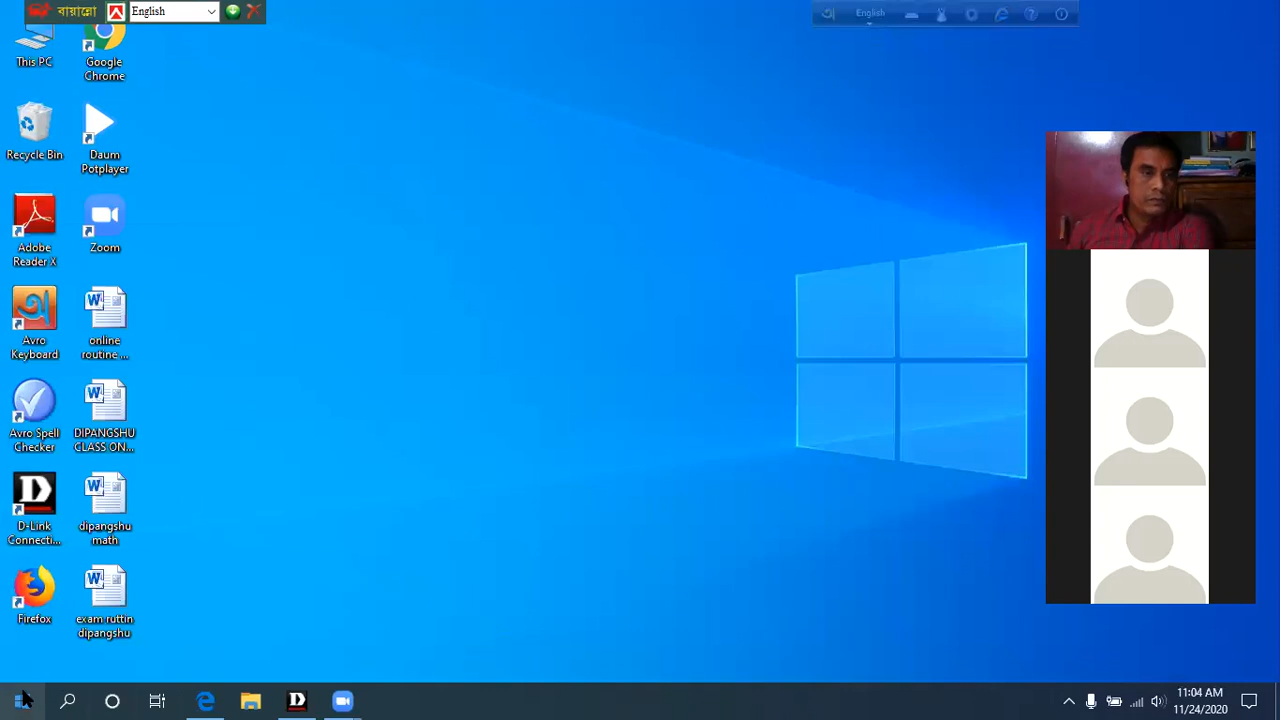 বায়ান্নো English
English
This PC
Google
Chrome
Recycle Bin
Daum
Potplayer
Adobe
Reader X
Zoom
Avro
Keyboard
online
routine ...
Avro Spell
Checker
DIPANGSHU
CLASS ON...
D-Link
Connecti...
dipangshu
math
Firefox
exam ruttin
dipangshu
11:04 AM
11/24/2020